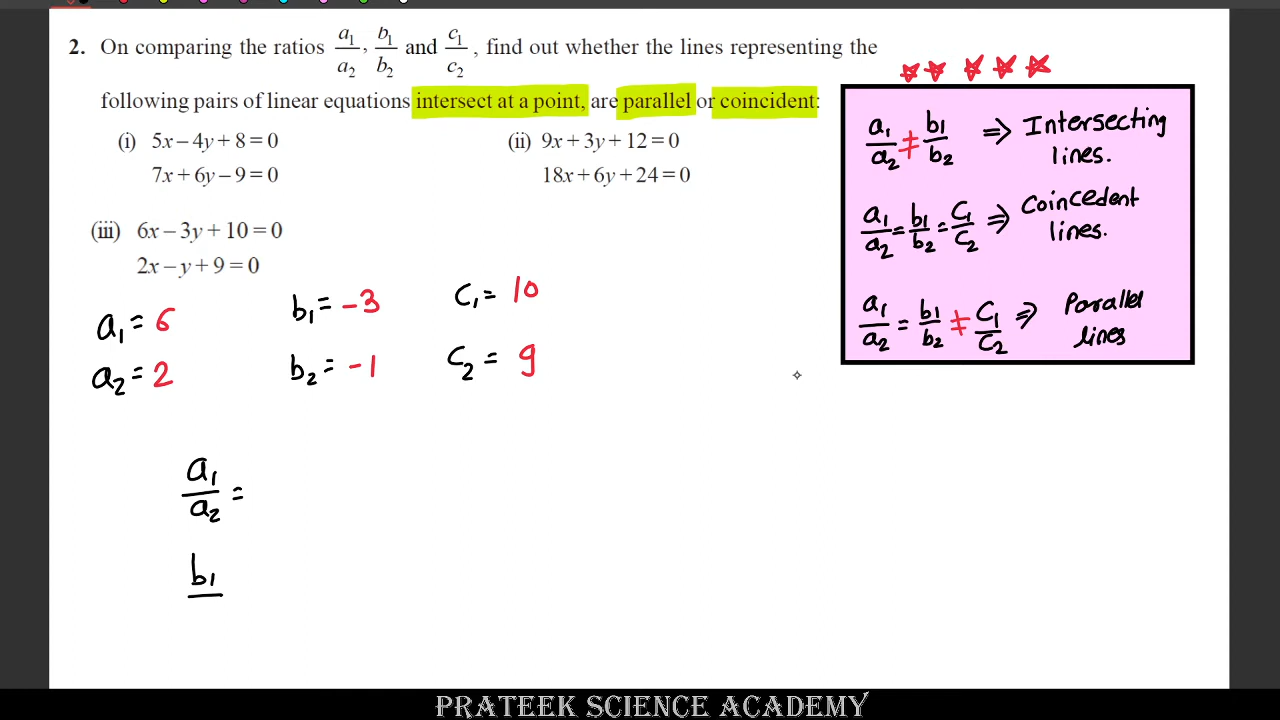 2. On comparing the ratios a₁/a₂, b₁/b₂ and c₁/c₂, find out whether the lines representing the
following pairs of linear equations intersect at a point, are parallel or coincident:
(i) 5x – 4y + 8 = 0
7x + 6y – 9 = 0
(ii) 9x + 3y + 12 = 0
18x + 6y + 24 = 0
(iii) 6x – 3y + 10 = 0
2x – y + 9 = 0
a₁ = 6
a₂ = 2
b₁ = -3
b₂ = -1
c₁ = 10
c₂ = 9
a₁/a₂ =
b₁
a₁/a₂ ≠ b₁/b₂ ⇒ Intersecting
lines.
a₁/a₂ = b₁/b₂ = c₁/c₂ ⇒ Coincedent
lines.
a₁/a₂ = b₁/b₂ ≠ c₁/c₂ ⇒ Parallel
lines
PRATEEK SCIENCE ACADEMY